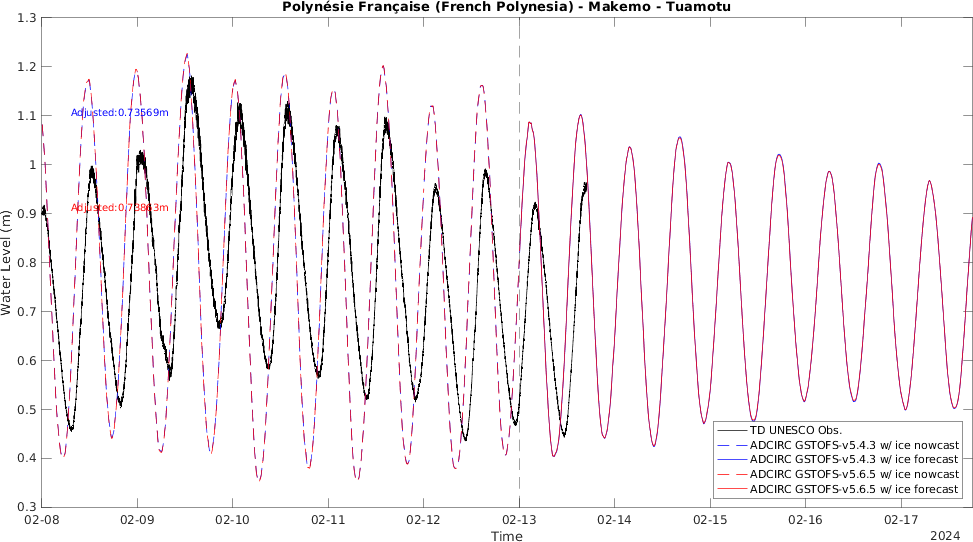 Polynésie Française (French Polynesia) - Makemo - Tuamotu
1.3
1.2
1.1
1
0.9
0.8
0.7
0.6
0.5
0.4
0.3
Water Level (m)
Adjusted:0.73569m
Adjusted:0.73863m
TD UNESCO Obs.
ADCIRC GSTOFS-v5.4.3 w/ ice nowcast
ADCIRC GSTOFS-v5.4.3 w/ ice forecast
ADCIRC GSTOFS-v5.6.5 w/ ice nowcast
ADCIRC GSTOFS-v5.6.5 w/ ice forecast
02-08 02-09 02-10 02-11 02-12 02-13 02-14 02-15 02-16 02-17
Time
2024